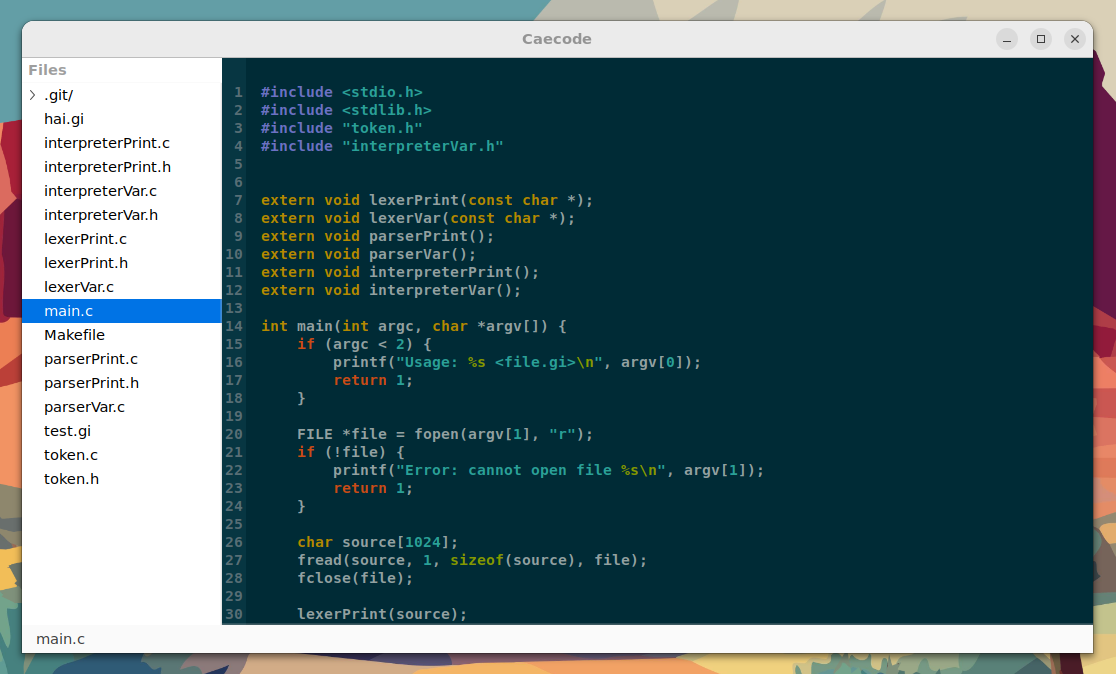 Caecode
Files
.git/
hai.gi
interpreterPrint.c
interpreterPrint.h
interpreterVar.c
interpreterVar.h
lexerPrint.c
lexerPrint.h
lexerVar.c
main.c
Makefile
parserPrint.c
parserPrint.h
parserVar.c
test.gi
token.c
token.h
1 #include <stdio.h>
2 #include <stdlib.h>
3 #include "token.h"
4 #include "interpreterVar.h"
5
6
7 extern void lexerPrint(const char *);
8 extern void lexerVar(const char *);
9 extern void parserPrint();
10 extern void parserVar();
11 extern void interpreterPrint();
12 extern void interpreterVar();
13
14 int main(int argc, char *argv[]) {
15     if (argc < 2) {
16         printf("Usage: %s <file.gi>\n", argv[0]);
17         return 1;
18     }
19
20     FILE *file = fopen(argv[1], "r");
21     if (!file) {
22         printf("Error: cannot open file %s\n", argv[1]);
23         return 1;
24     }
25
26     char source[1024];
27     fread(source, 1, sizeof(source), file);
28     fclose(file);
29
30     lexerPrint(source);
main.c